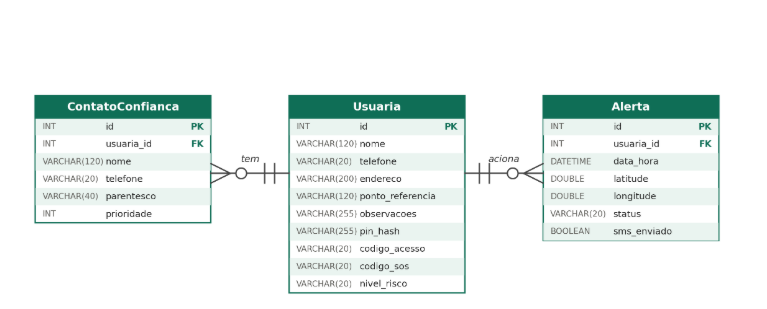 ContatoConfianca
INT id PK
INT usuaria_id FK
VARCHAR(120) nome
VARCHAR(20) telefone
VARCHAR(40) parentesco
INT prioridade
tem
Usuaria
INT id PK
VARCHAR(120) nome
VARCHAR(20) telefone
VARCHAR(200) endereco
VARCHAR(120) ponto_referencia
VARCHAR(255) observacoes
VARCHAR(255) pin_hash
VARCHAR(20) codigo_acesso
VARCHAR(20) codigo_sos
VARCHAR(20) nivel_risco
aciona
Alerta
INT id PK
INT usuaria_id FK
DATETIME data_hora
DOUBLE latitude
DOUBLE longitude
VARCHAR(20) status
BOOLEAN sms_enviado